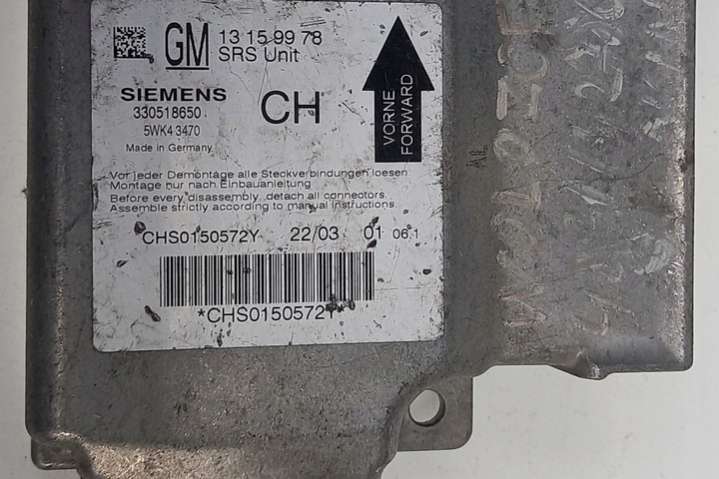 GM 13 15 99 78
SRS Unit
SIEMENS
330518650
5WK4 3470
Made in Germany
CH
VORNE
FORWARD
Vor jeder Demontage alle Steckverbindungen loesen
Montage nur nach Einbauanleitung
Before every disassembly, detach all connectors.
Assemble strictly according to manual instructions.
CHS0150572Y 22/03 01 06.1
*CHS0150572Y*